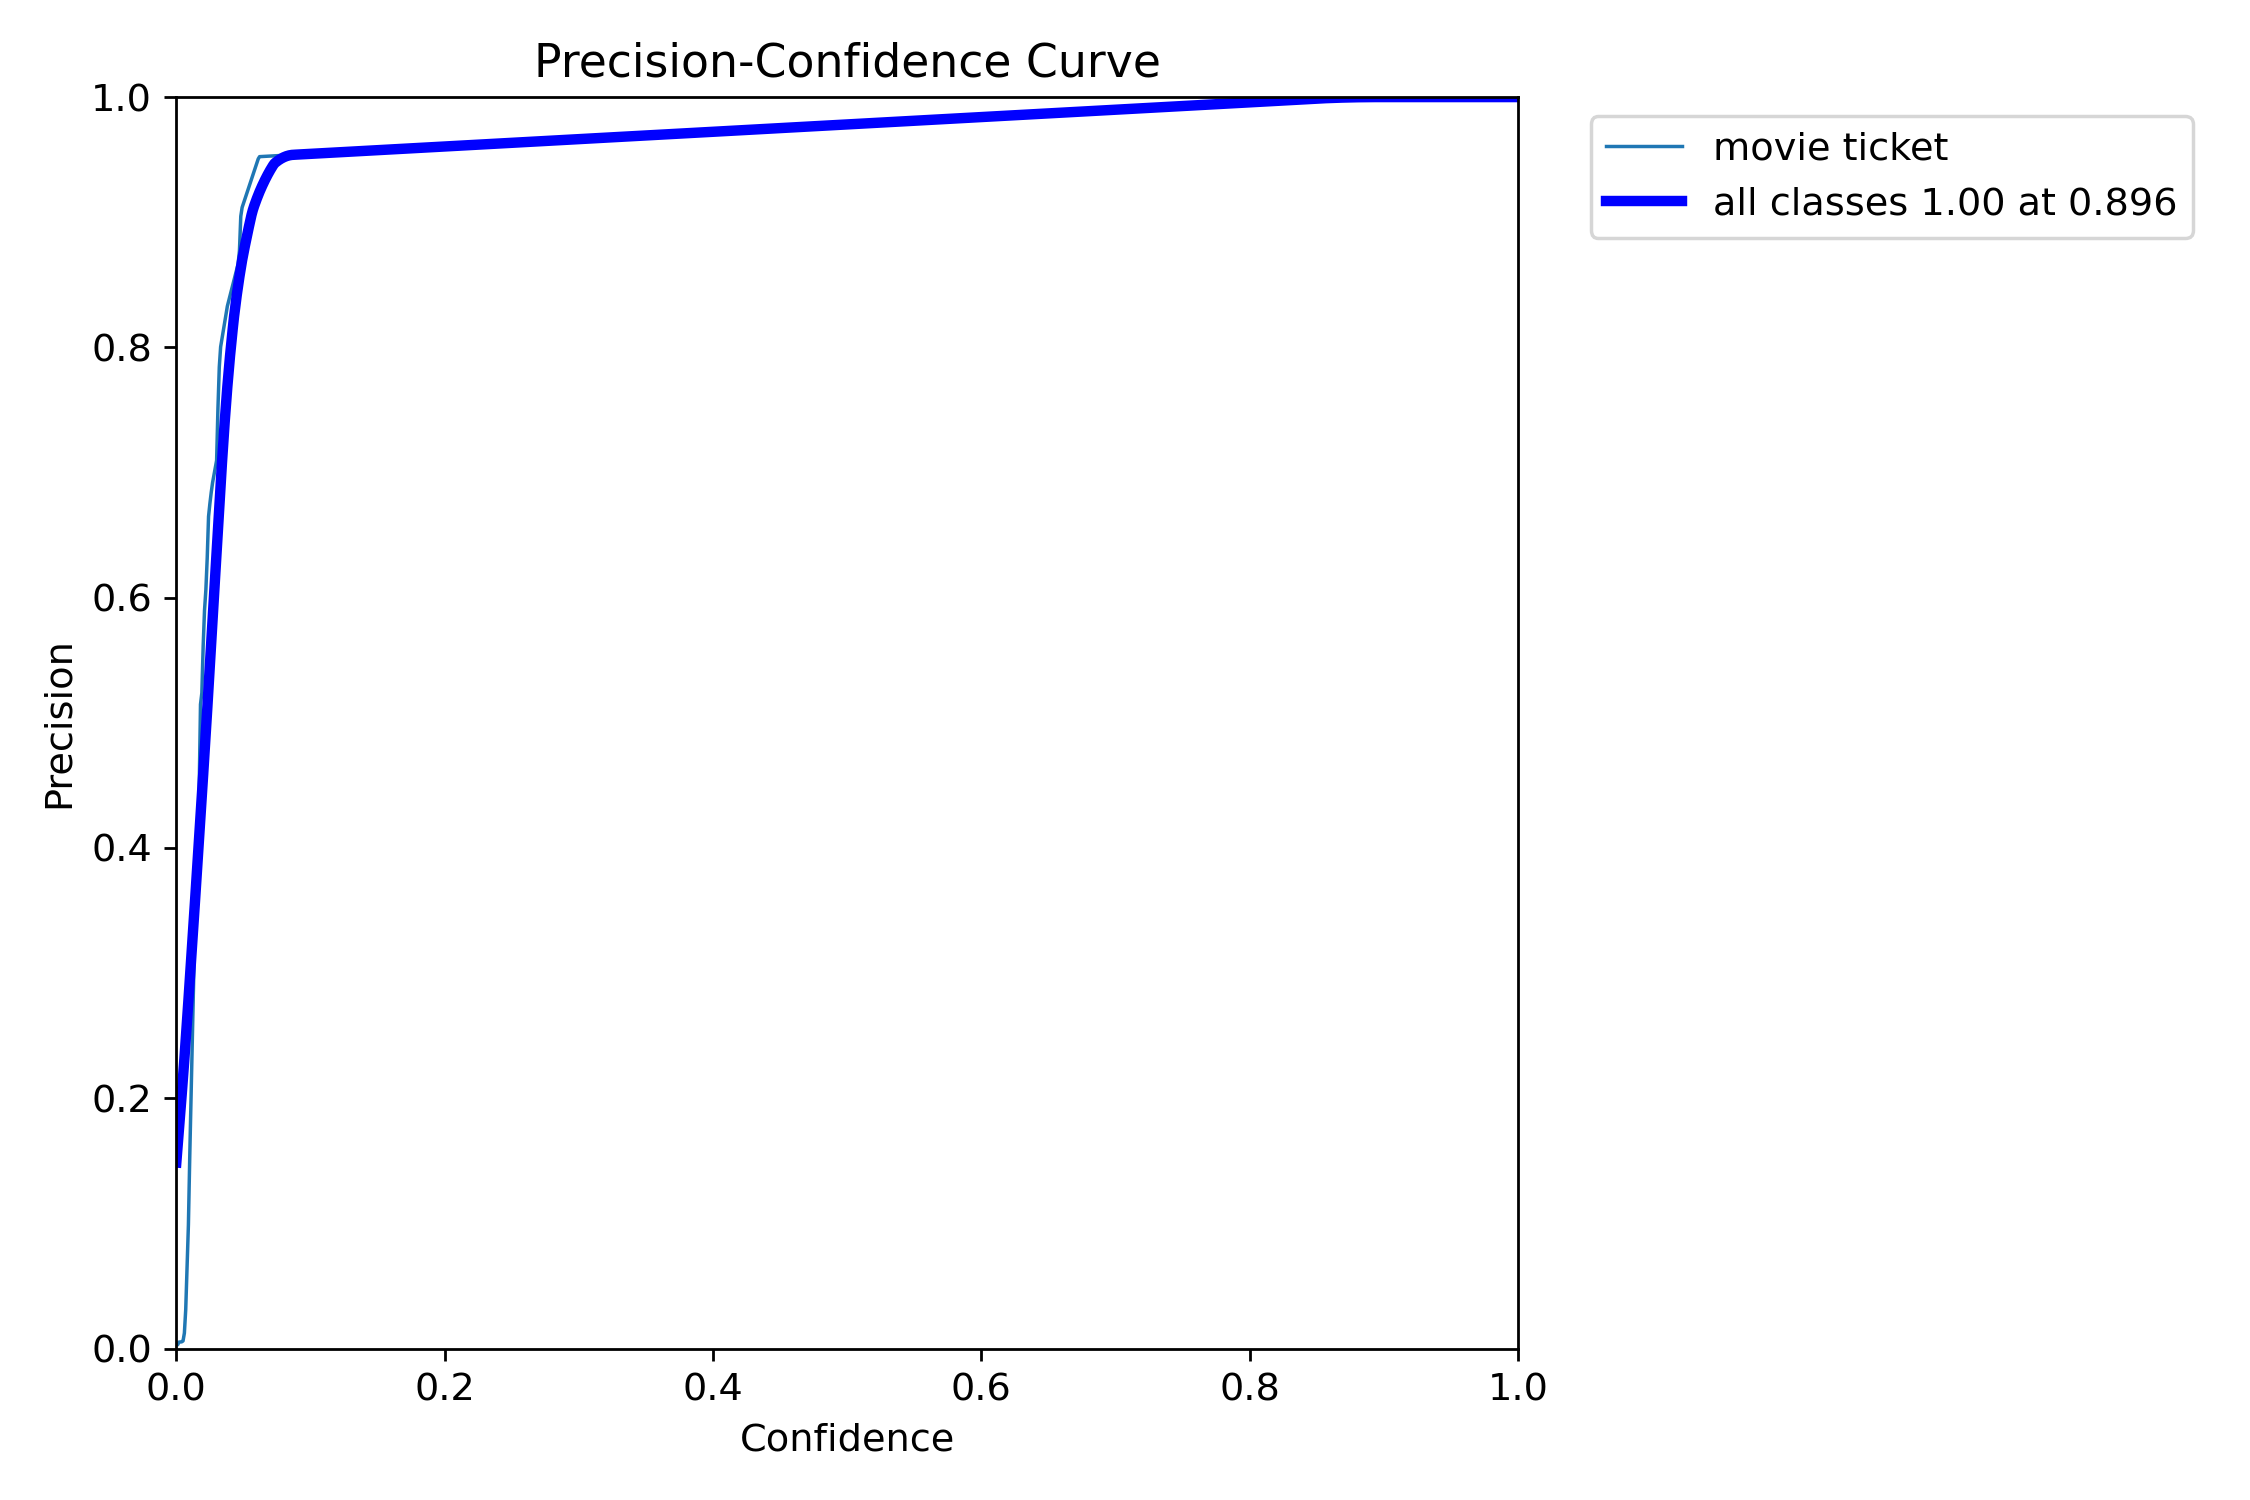 Precision-Confidence Curve
movie ticket
all classes 1.00 at 0.896
Precision
1.0
0.8
0.6
0.4
0.2
0.0
0.0 0.2 0.4 0.6 0.8 1.0
Confidence